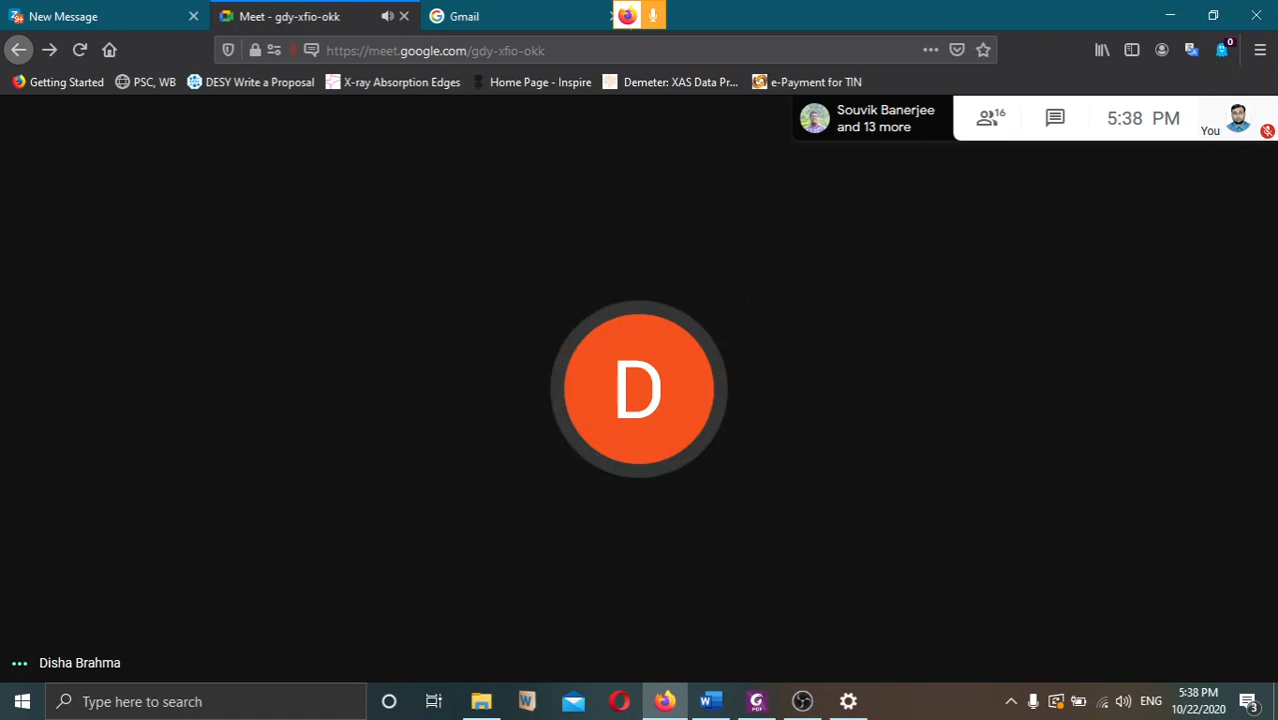 New Message
Meet - gdy-xfio-okk
Gmail
https://meet.google.com/gdy-xfio-okk
0
Getting Started
PSC, WB
DESY Write a Proposal
X-ray Absorption Edges
Home Page - Inspire
Demeter: XAS Data Pr...
e-Payment for TIN
Souvik Banerjee
and 13 more
16
5:38 PM
You
D
Disha Brahma
Type here to search
W
PDF
ENG
5:38 PM
10/22/2020
3